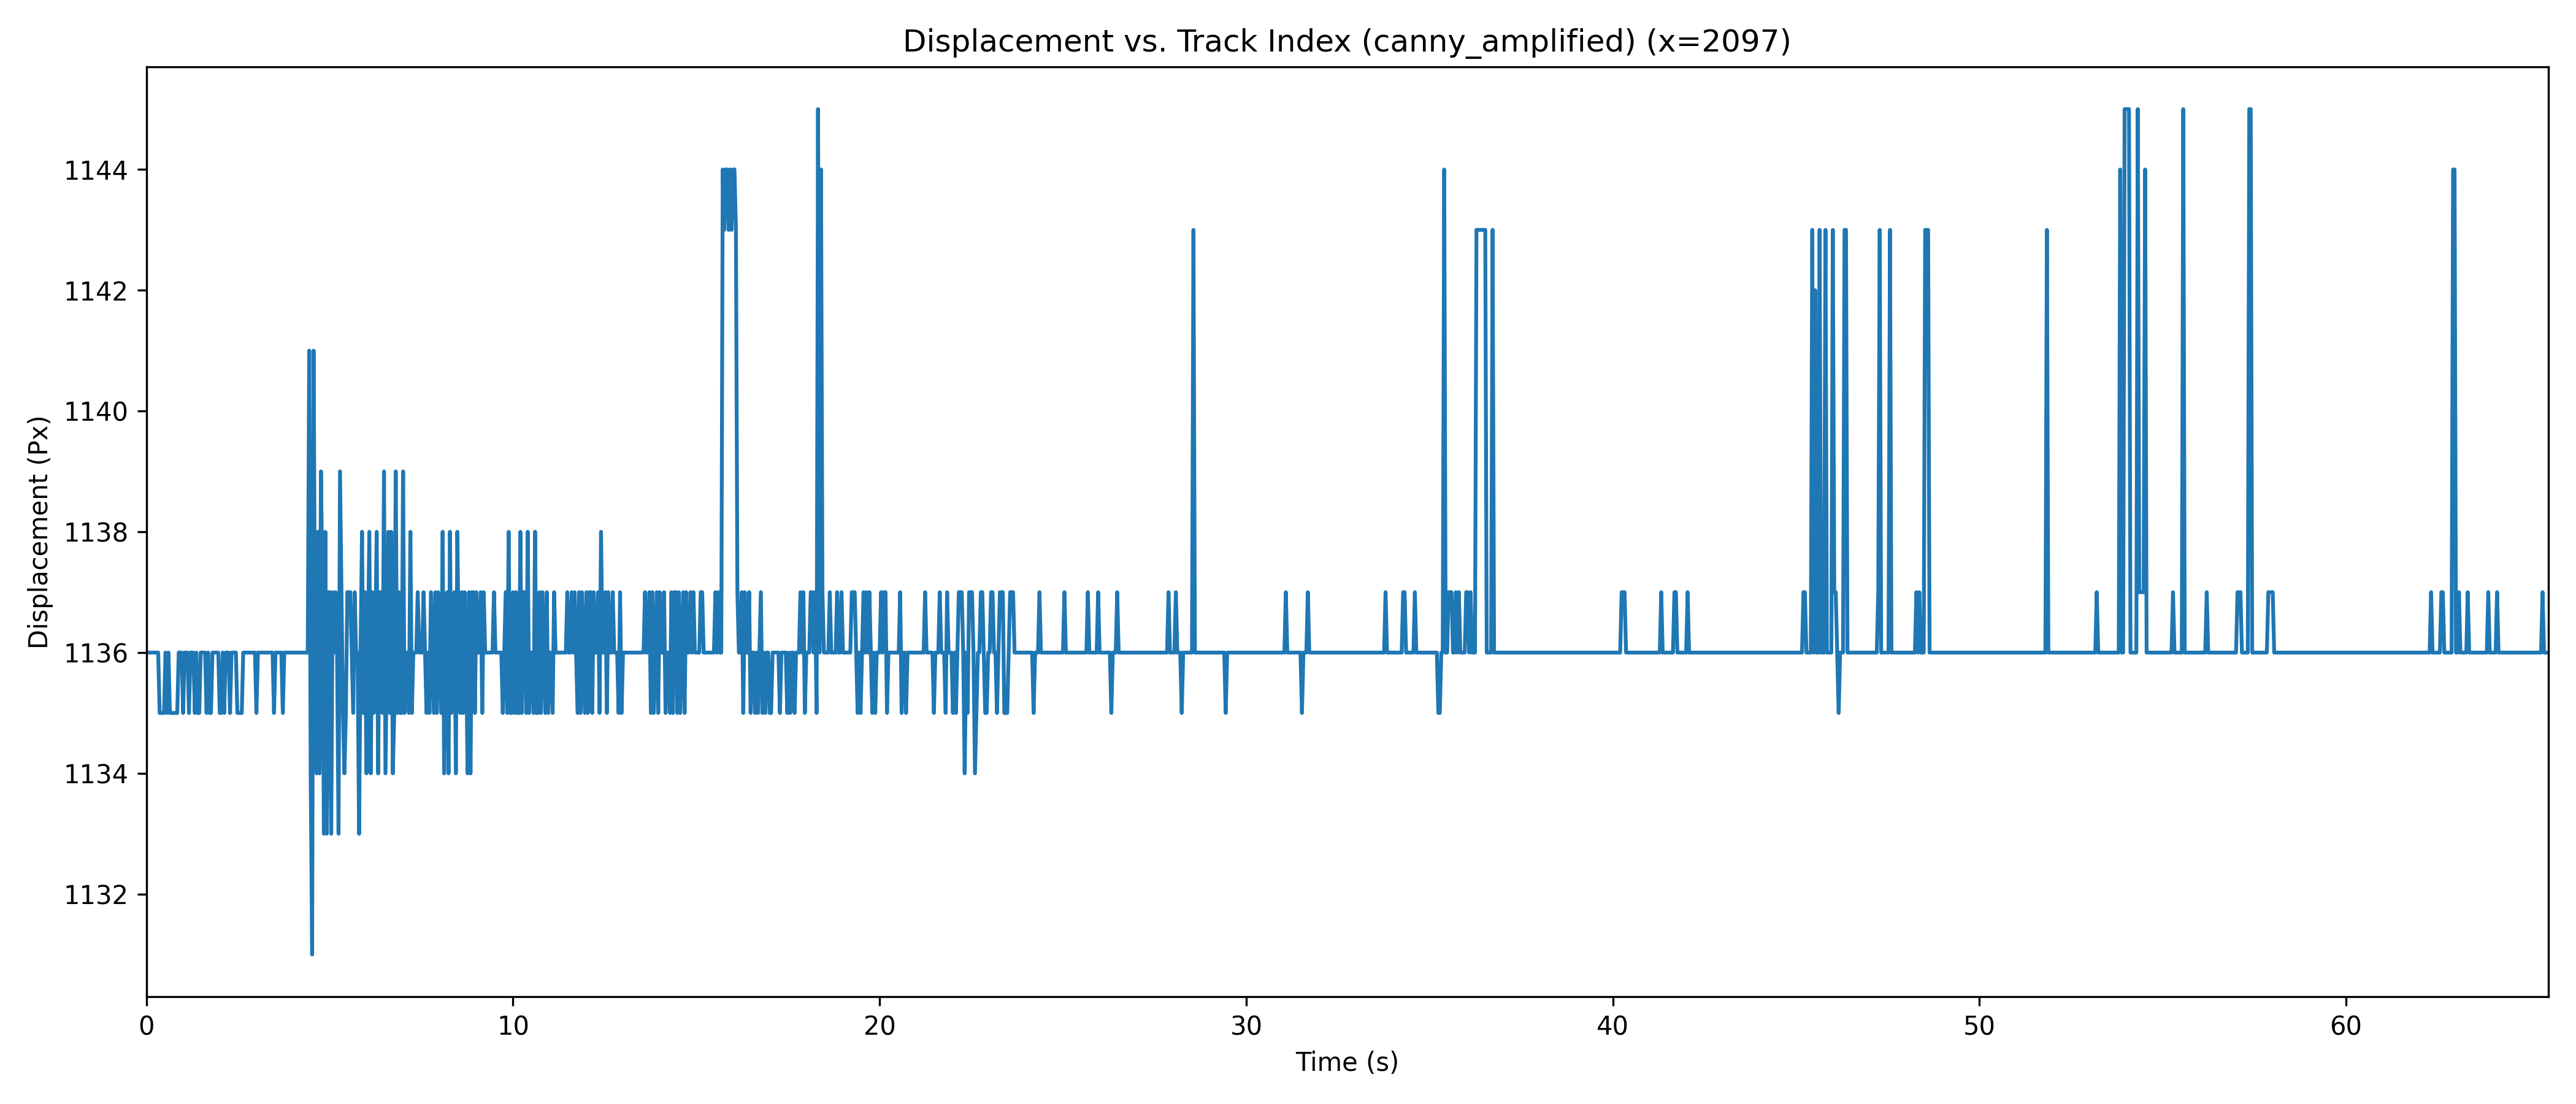 Displacement vs. Track Index (canny_amplified) (x=2097)
1144
1142
1140
1138
1136
1134
1132
Displacement (Px)
0 10 20 30 40 50 60
Time (s)